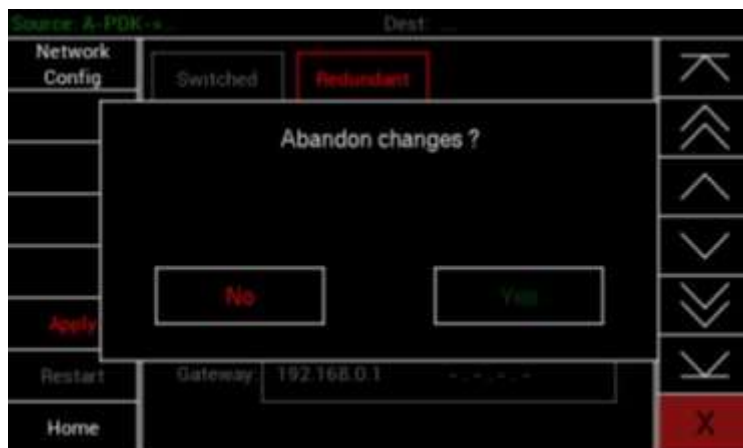 Source: A-PDK-
Dest: ...
Network
Config
Switched
Redundant
Abandon changes ?
No
Yes
Apply
Restart
Gateway
192.168.0.1
- . - . - . -
Home
X